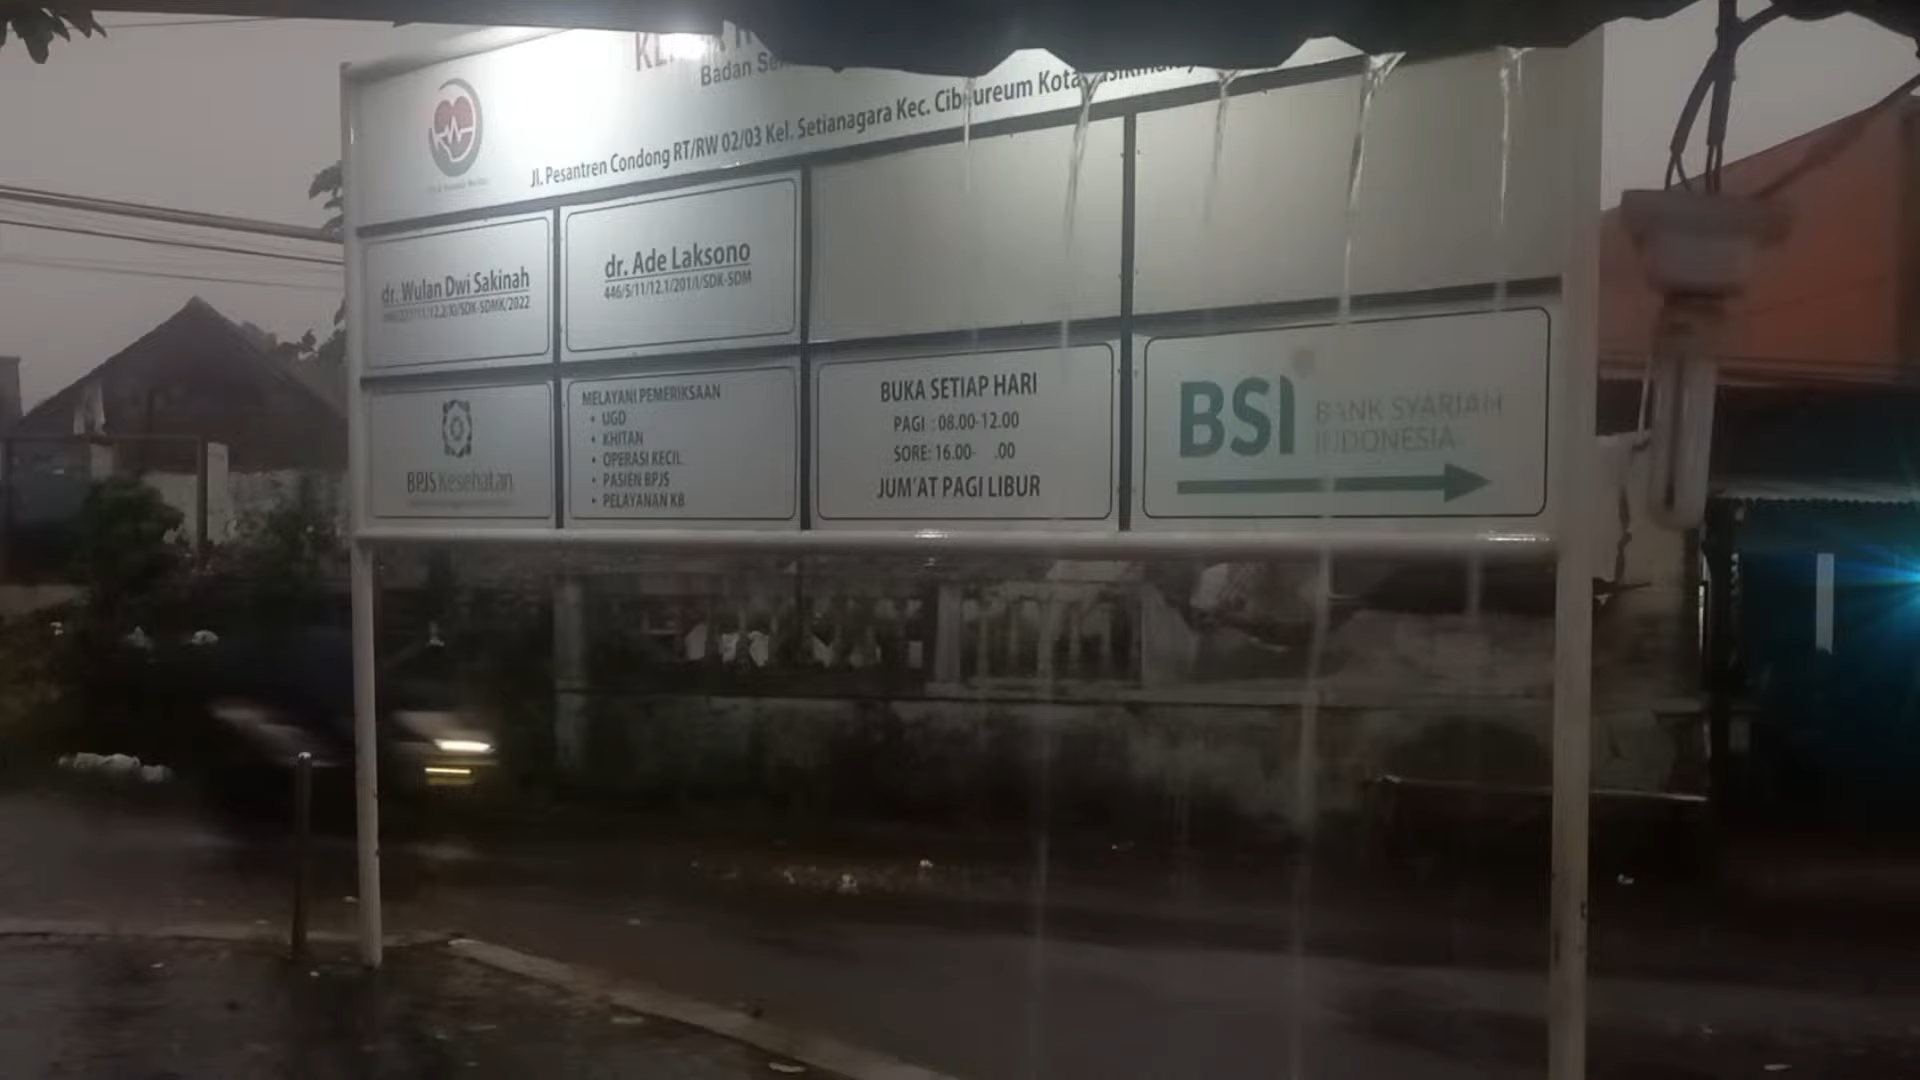 Badan
Jl. Pesantren Condong RT/RW 02/03 Kel. Setianagara Kec. Cibeureum Kota
dr. Wulan Dwi Sakinah
dr. Ade Laksono
446/5/11/12.1/201/I/SDK-SDM
BPJS Kesehatan
MELAYANI PEMERIKSAAN
• UGD
• KHITAN
• OPERASI KECIL
• PASIEN BPJS
• PELAYANAN KB
BUKA SETIAP HARI
PAGI : 08.00-12.00
SORE: 16.00- .00
JUM'AT PAGI LIBUR
BSI BANK SYARIAH
INDONESIA